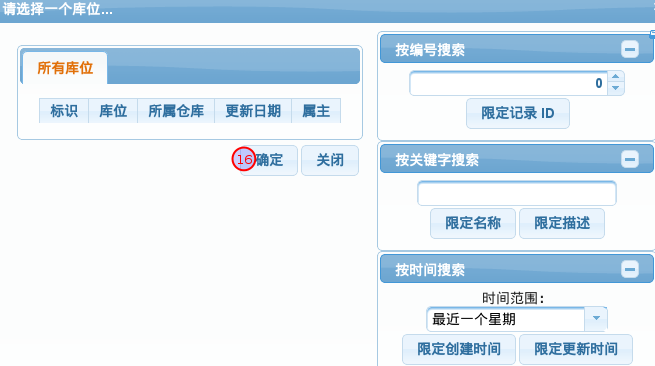 请选择一个库位...
所有库位
标识 库位 所属仓库 更新日期 属主
16 确定 关闭
按编号搜索
0
限定记录 ID
按关键字搜索
限定名称 限定描述
按时间搜索
时间范围:
最近一个星期
限定创建时间 限定更新时间